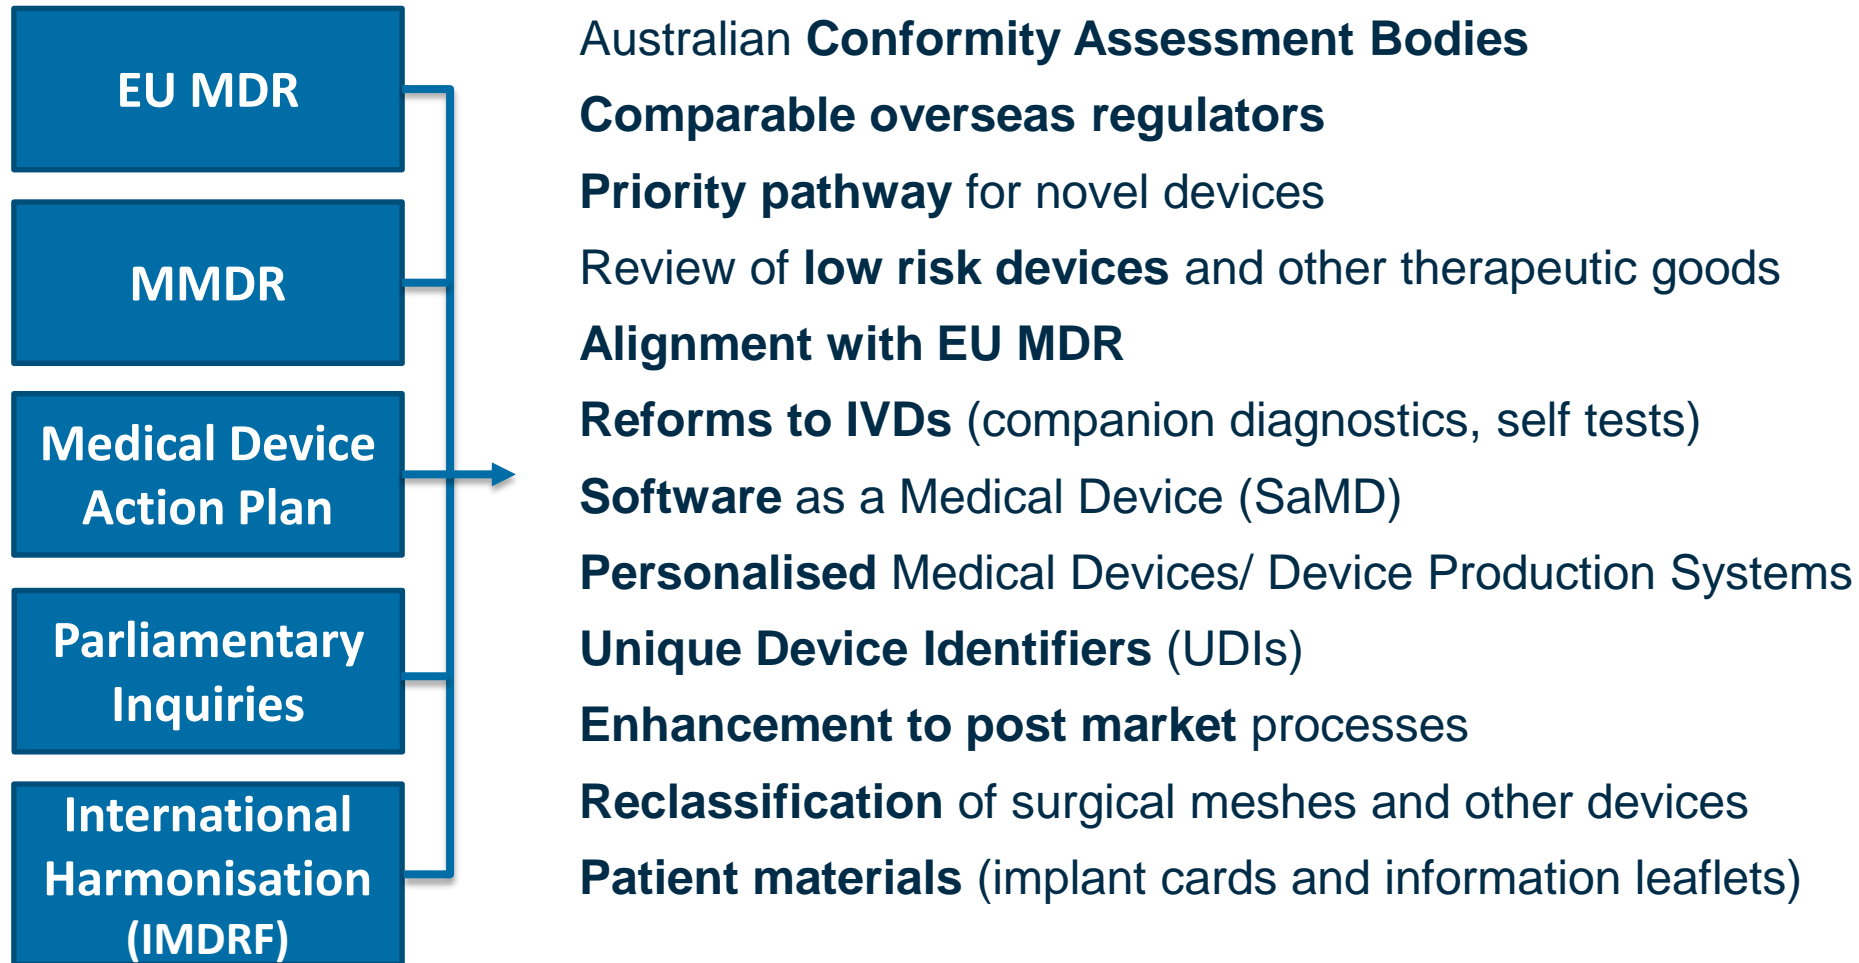 EU MDR
MMDR
Medical Device
Action Plan
Parliamentary
Inquiries
International
Harmonisation
(IMDRF)
Australian Conformity Assessment Bodies
Comparable overseas regulators
Priority pathway for novel devices
Review of low risk devices and other therapeutic goods
Alignment with EU MDR
Reforms to IVDs (companion diagnostics, self tests)
Software as a Medical Device (SaMD)
Personalised Medical Devices/ Device Production Systems
Unique Device Identifiers (UDIs)
Enhancement to post market processes
Reclassification of surgical meshes and other devices
Patient materials (implant cards and information leaflets)